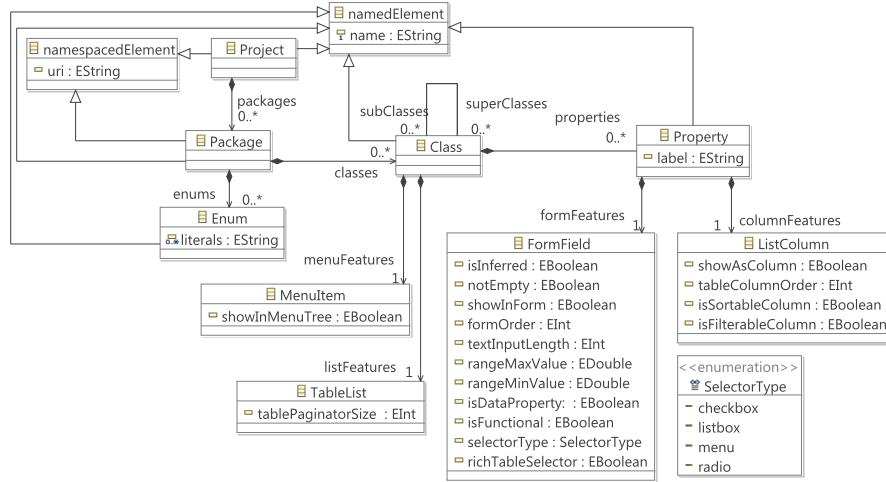 namedElement
name : EString
namespacedElement
uri : EString
Project
packages
0..*
subClasses
0..*
superClasses
0..*
properties
0..*
Property
label : EString
Package
Class
0..*
classes
enums
0..*
Enum
literals : EString
formFeatures
1
columnFeatures
1
menuFeatures
1
MenuItem
showInMenuTree : EBoolean
listFeatures
1
TableList
tablePaginatorSize : EInt
FormField
isInferred : EBoolean
notEmpty : EBoolean
showInForm : EBoolean
formOrder : EInt
textInputLength : EInt
rangeMaxValue : EDouble
rangeMinValue : EDouble
isDataProperty: : EBoolean
isFunctional : EBoolean
selectorType : SelectorType
richTableSelector : EBoolean
ListColumn
showAsColumn : EBoolean
tableColumnOrder : EInt
isSortableColumn : EBoolean
isFilterableColumn : EBoolean
<<enumeration>>
SelectorType
checkbox
listbox
menu
radio